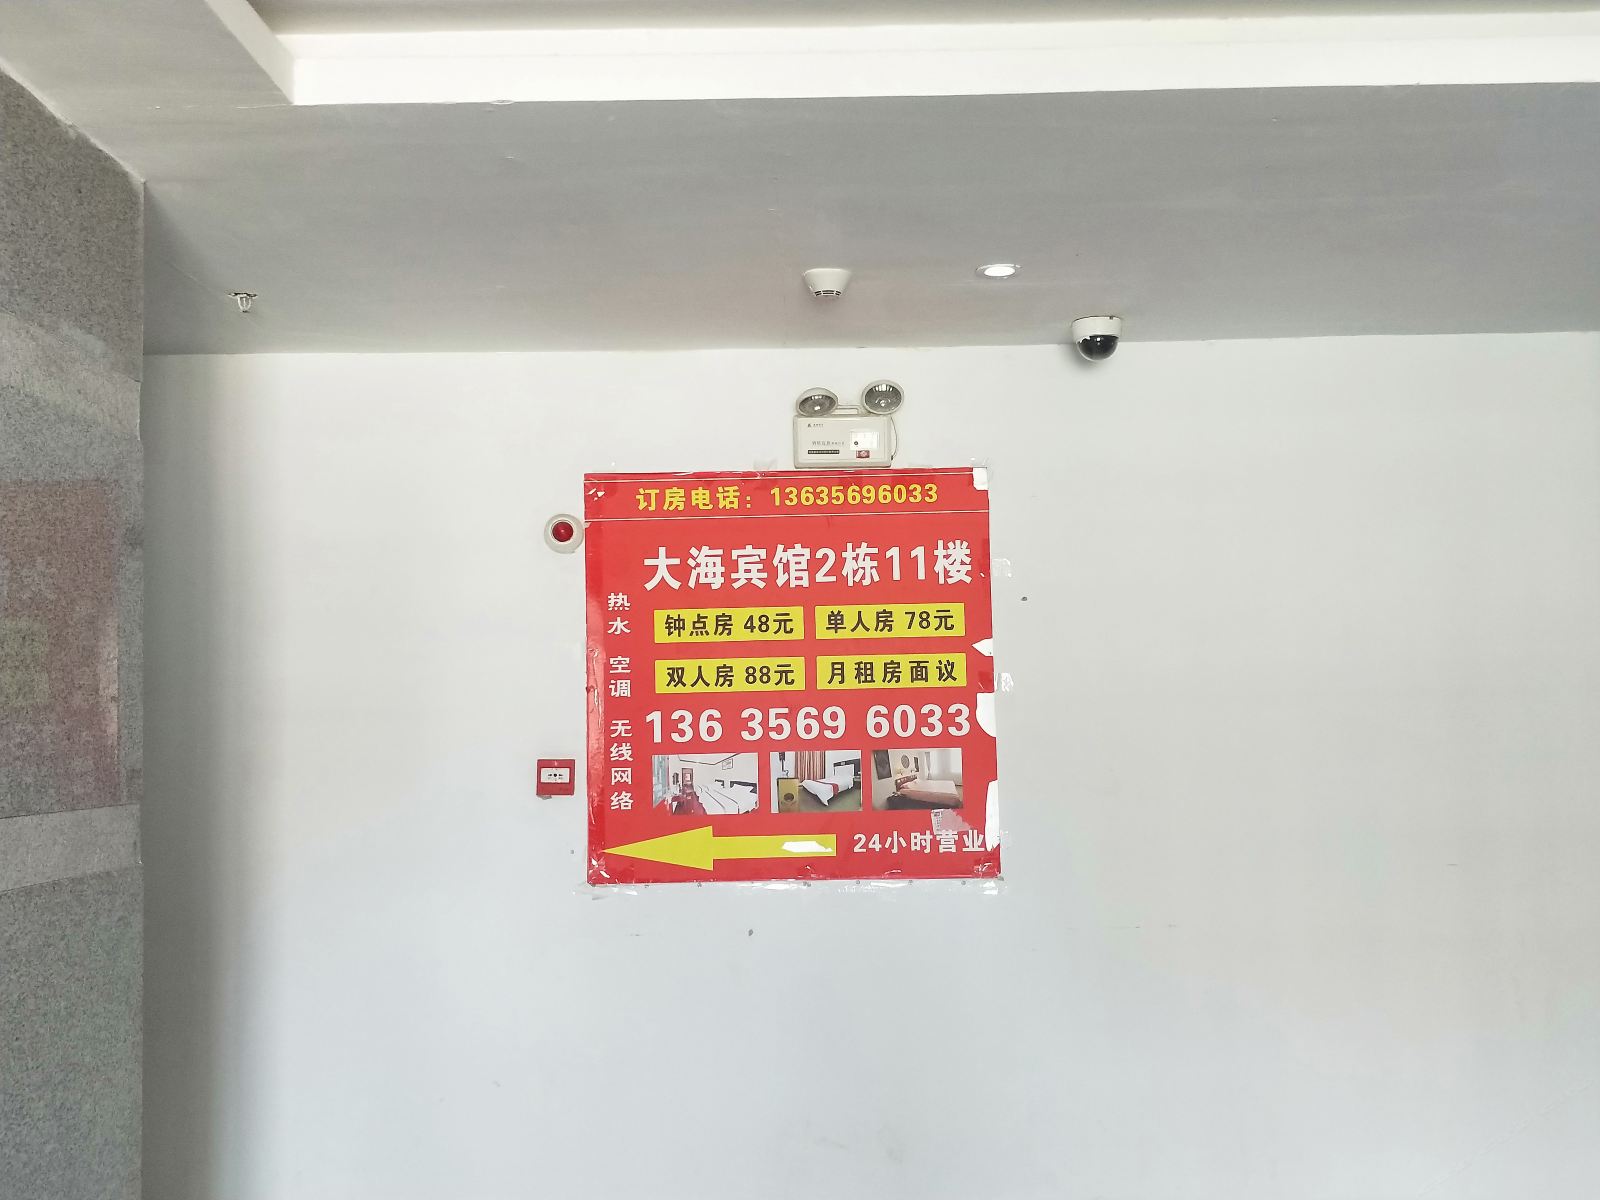 订房电话：13635696033
大海宾馆2栋11楼
热水 空调 无线网络
钟点房 48元
单人房 78元
双人房 88元
月租房面议
136 3569 6033
24小时营业